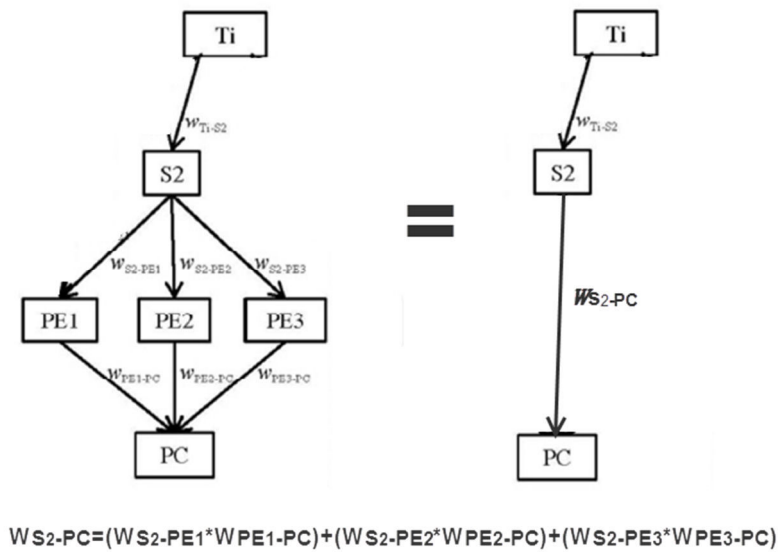 Ti Ti
wTi-S2 wTi-S2
S2 S2
=
wS2-PE1 wS2-PE2 wS2-PE3
WS2-PC
PE1 PE2 PE3
wPE1-PC wPE2-PC wPE3-PC
PC PC
WS2-PC=(WS2-PE1*WPE1-PC)+(WS2-PE2*WPE2-PC)+(WS2-PE3*WPE3-PC)